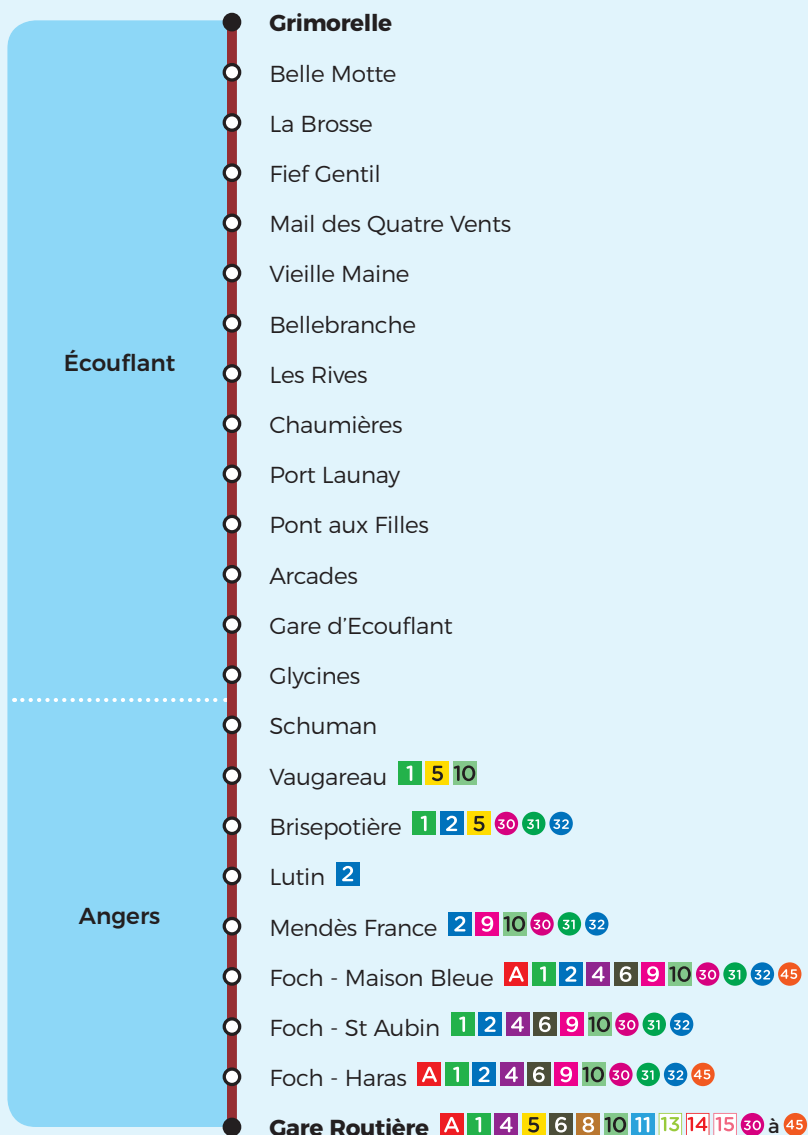 Grimorelle
Belle Motte
La Brosse
Fief Gentil
Mail des Quatre Vents
Vieille Maine
Bellebranche
Écouflant
Les Rives
Chaumières
Port Launay
Pont aux Filles
Arcades
Gare d'Ecouflant
Glycines
Schuman
Vaugareau 1 5 10
Brisepotière 1 2 5 30 31 32
Lutin 2
Angers
Mendès France 2 9 10 30 31 32
Foch - Maison Bleue A 1 2 4 6 9 10 30 31 32 45
Foch - St Aubin 1 2 4 6 9 10 30 31 32
Foch - Haras A 1 2 4 6 9 10 30 31 32 45
Gare Routière A 1 4 5 6 8 10 11 13 14 15 30 à 45